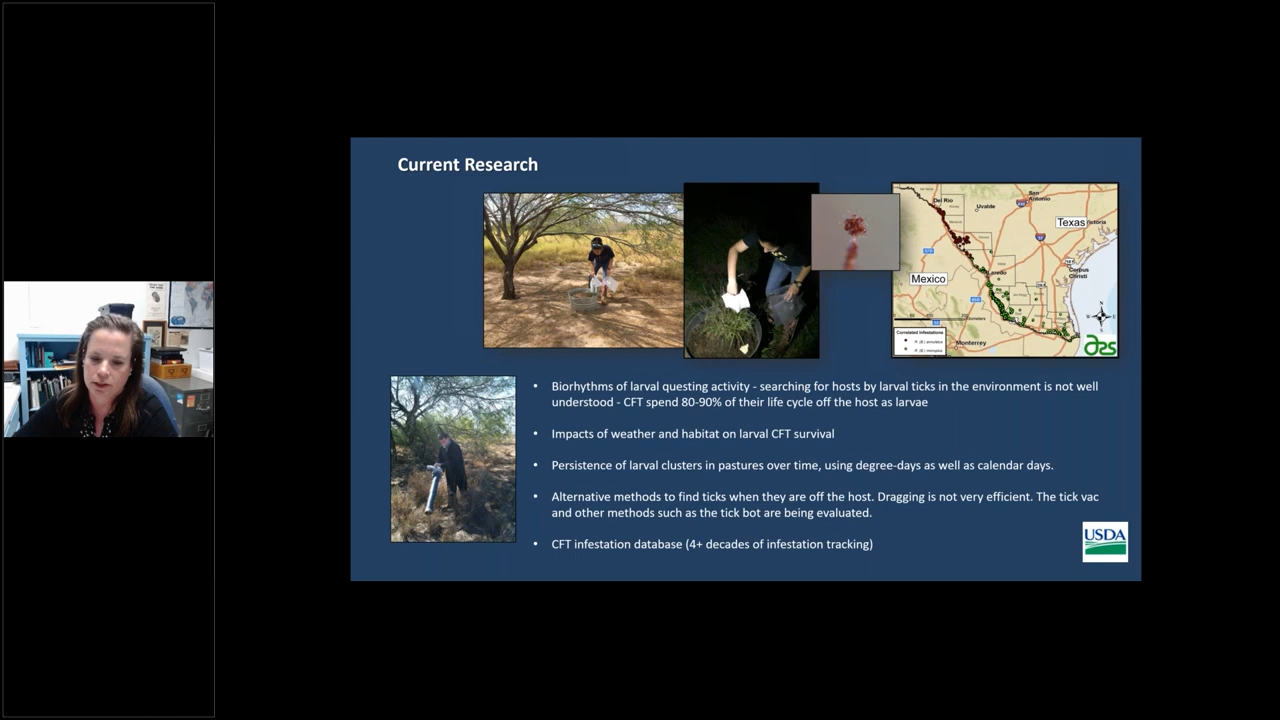 Current Research
Del Rio
Uvalde
San
Antonio
Texas
Mexico
Laredo
Corpus
Christi
Monterrey
Correlated Infestations
ars
Biorhythms of larval questing activity - searching for hosts by larval ticks in the environment is not well
understood - CFT spend 80-90% of their life cycle off the host as larvae
Impacts of weather and habitat on larval CFT survival
Persistence of larval clusters in pastures over time, using degree-days as well as calendar days.
Alternative methods to find ticks when they are off the host. Dragging is not very efficient. The tick vac
and other methods such as the tick bot are being evaluated.
CFT infestation database (4+ decades of infestation tracking)
USDA